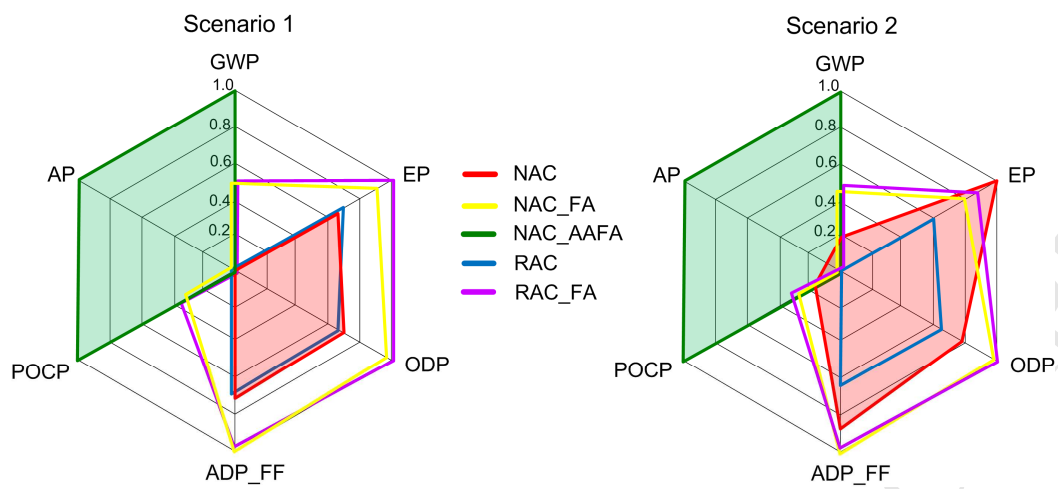 Scenario 1
GWP
1.0
0.8
0.6
0.4
0.2
AP
EP
POCP
ODP
ADP_FF
NAC
NAC_FA
NAC_AAFA
RAC
RAC_FA
Scenario 2
GWP
1.0
0.8
0.6
0.4
0.2
AP
EP
POCP
ODP
ADP_FF